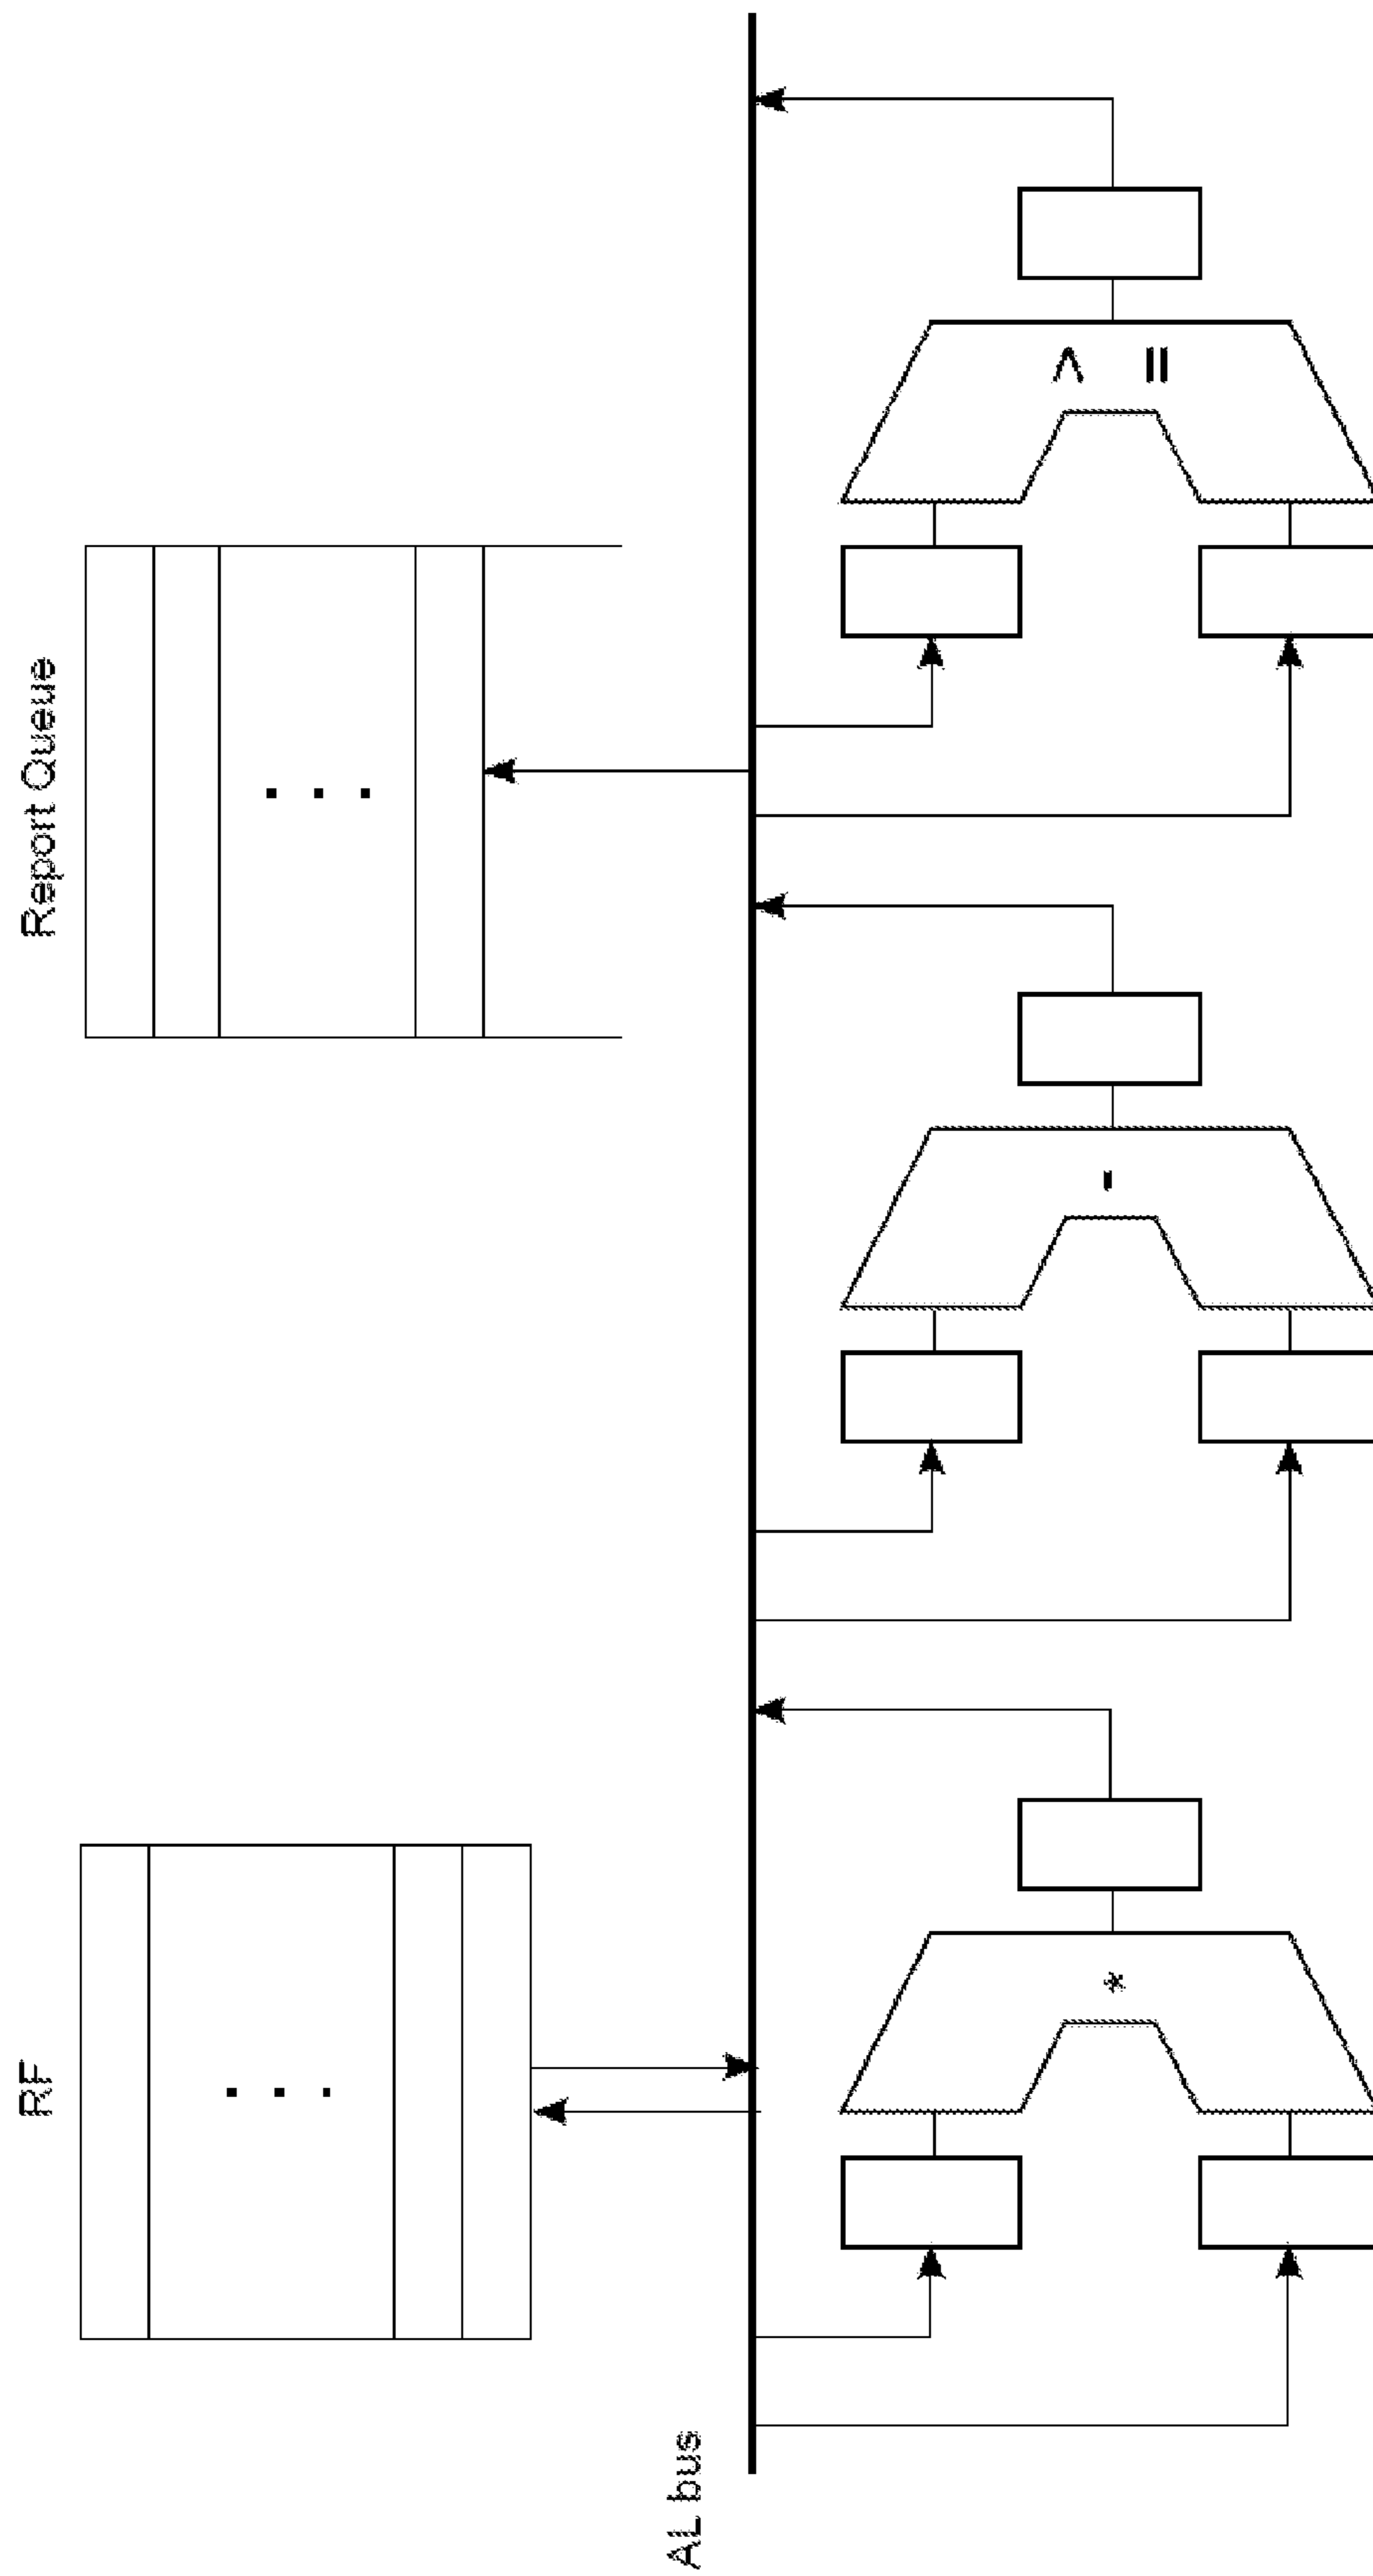 RF
Report Queue
AL bus
*
-
>
=